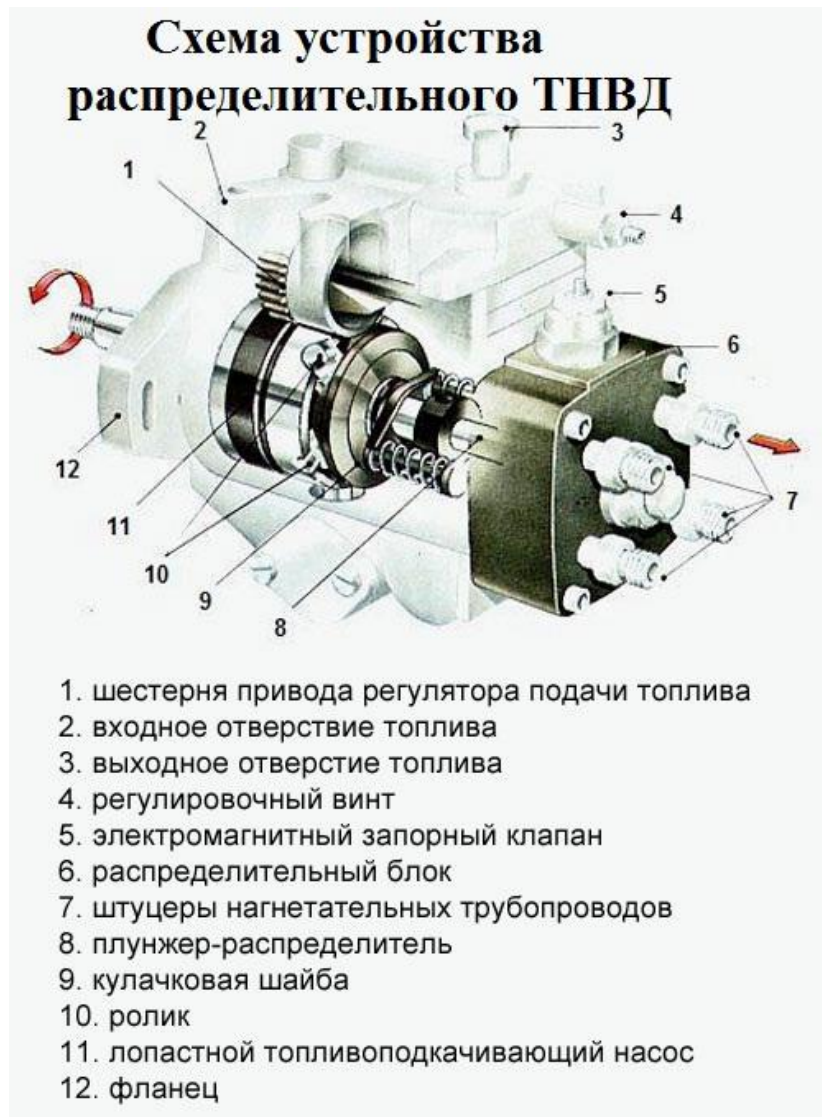 Схема устройства
распределительного ТНВД
2
3
1
4
5
6
12
7
11
10
9
8
1. шестерня привода регулятора подачи топлива
2. входное отверствие топлива
3. выходное отверстие топлива
4. регулировочный винт
5. электромагнитный запорный клапан
6. распределительный блок
7. штуцеры нагнетательных трубопроводов
8. плунжер-распределитель
9. кулачковая шайба
10. ролик
11. лопастной топливоподкачивающий насос
12. фланец